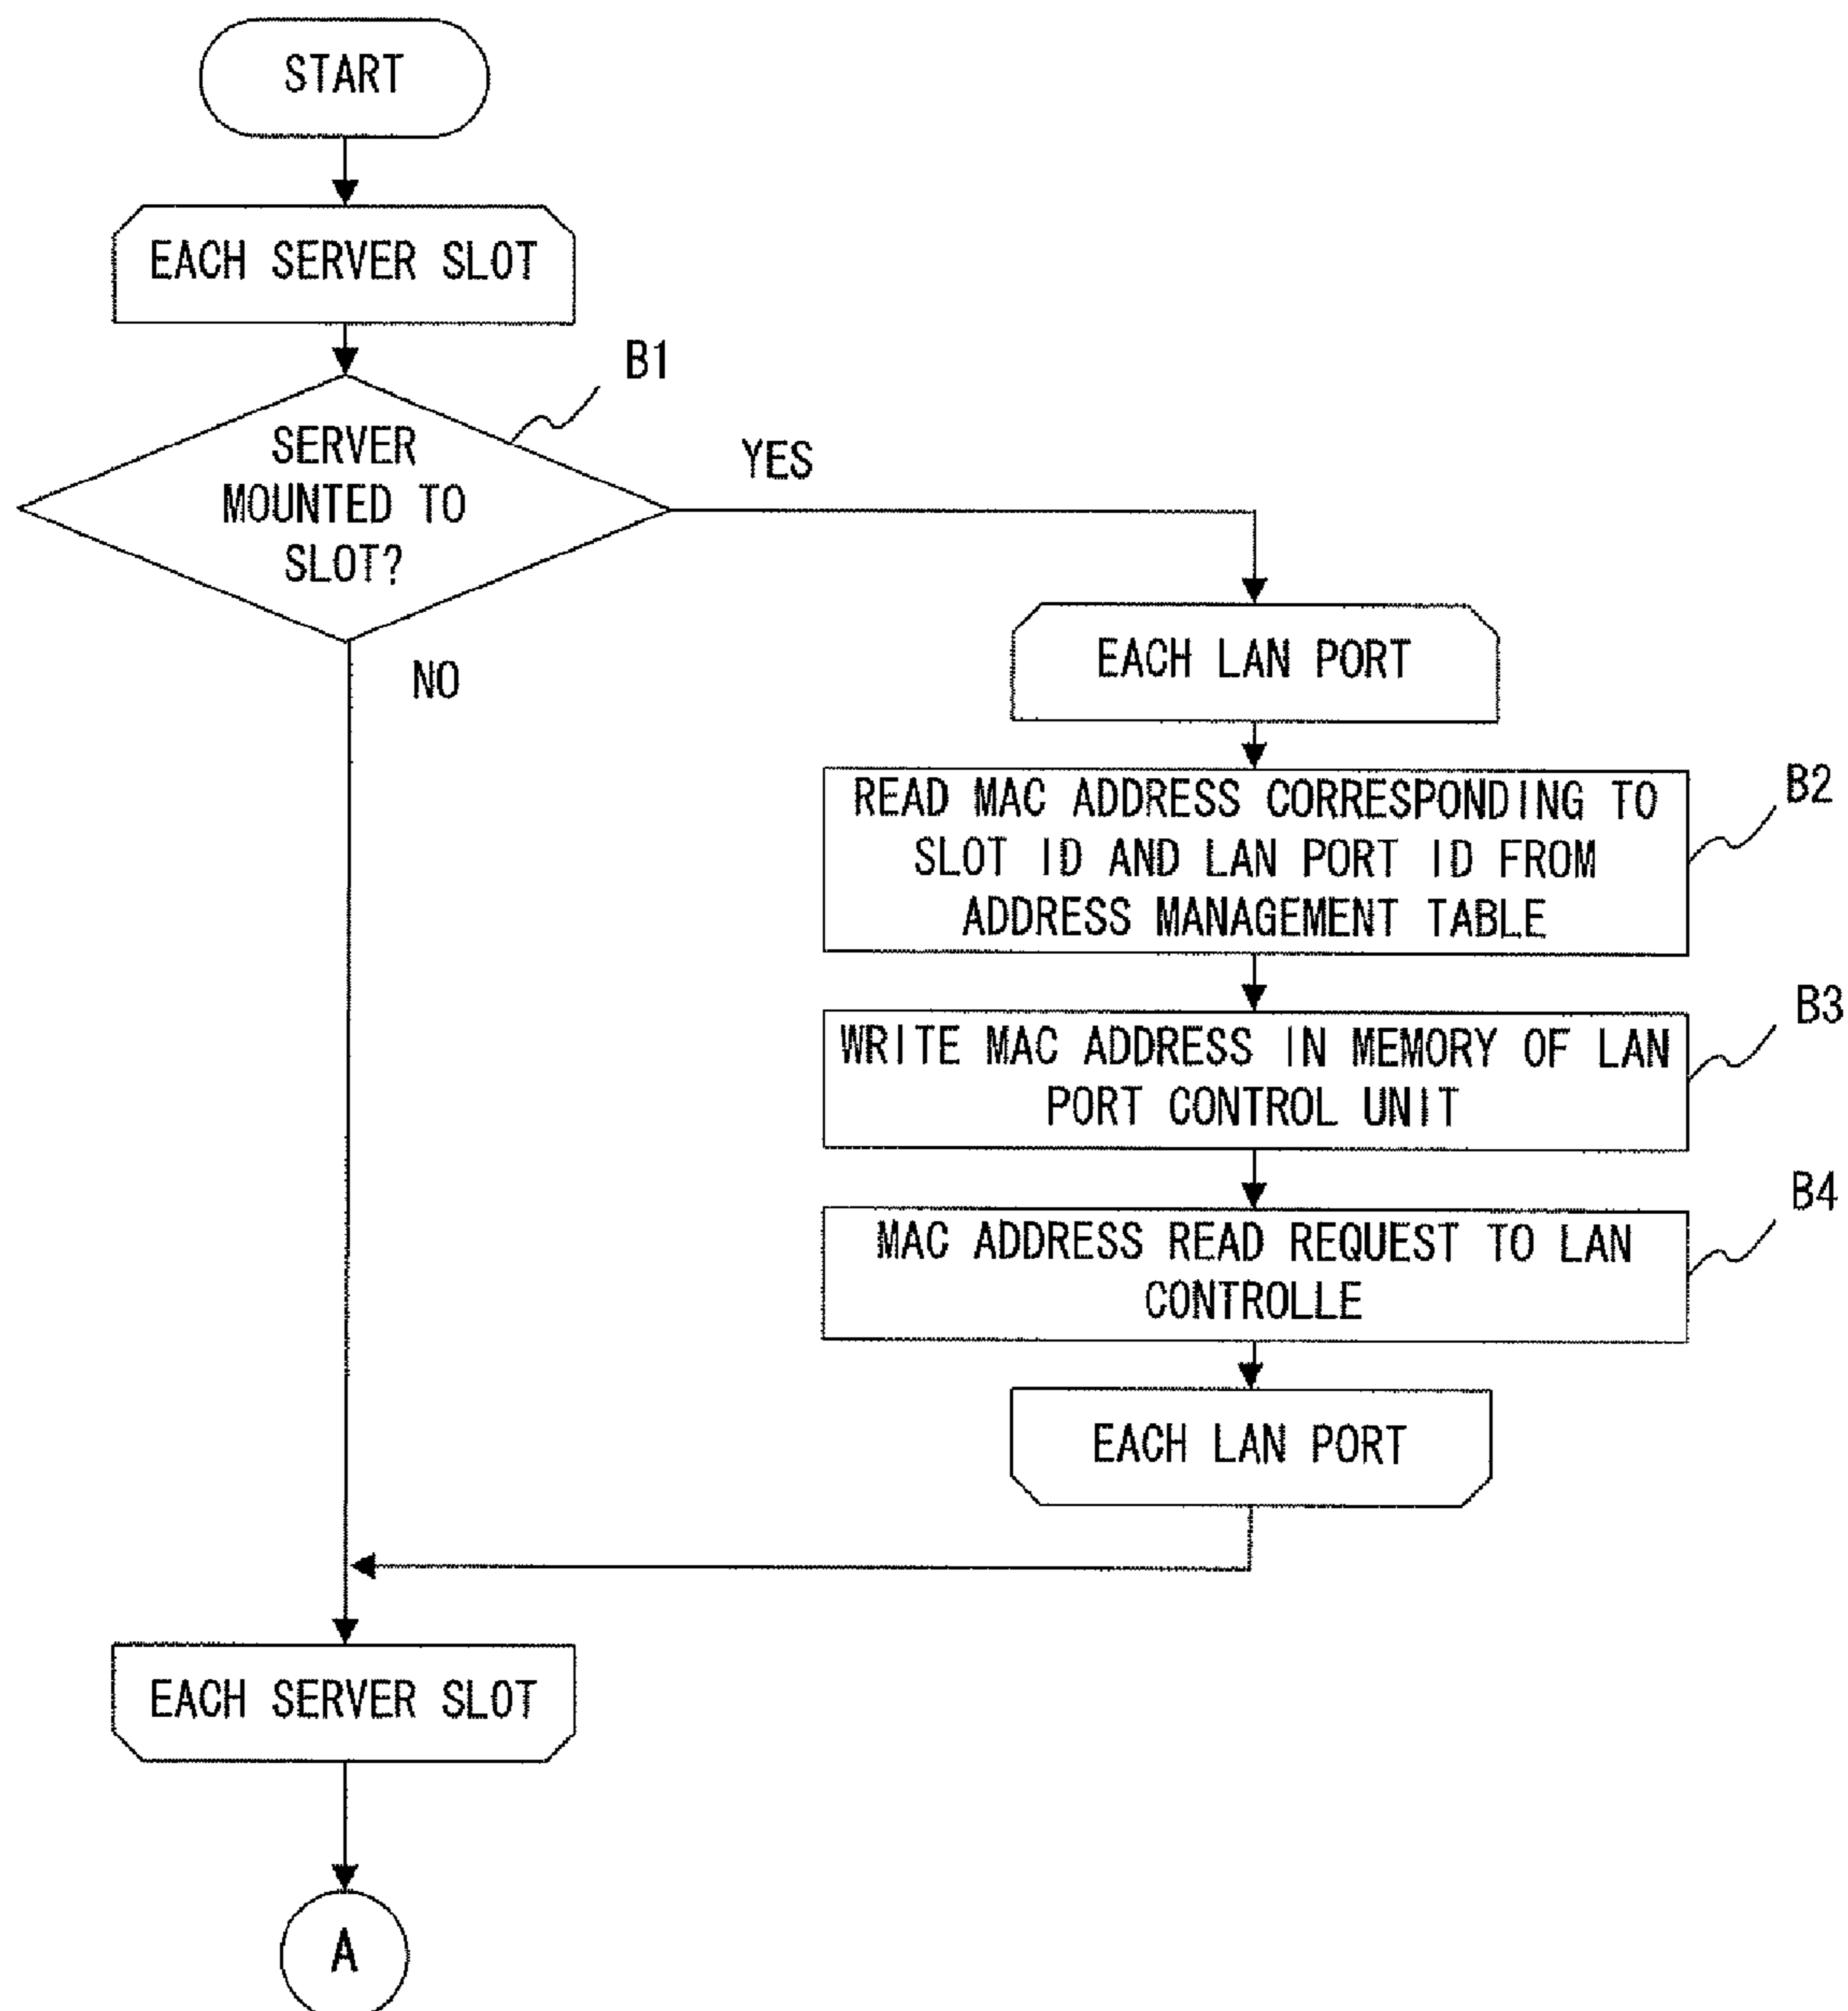 START
EACH SERVER SLOT
B1
SERVER
MOUNTED TO
SLOT?
YES
NO
EACH LAN PORT
READ MAC ADDRESS CORRESPONDING TO
SLOT ID AND LAN PORT ID FROM
ADDRESS MANAGEMENT TABLE
B2
WRITE MAC ADDRESS IN MEMORY OF LAN
PORT CONTROL UNIT
B3
MAC ADDRESS READ REQUEST TO LAN
CONTROLLE
B4
EACH LAN PORT
EACH SERVER SLOT
A